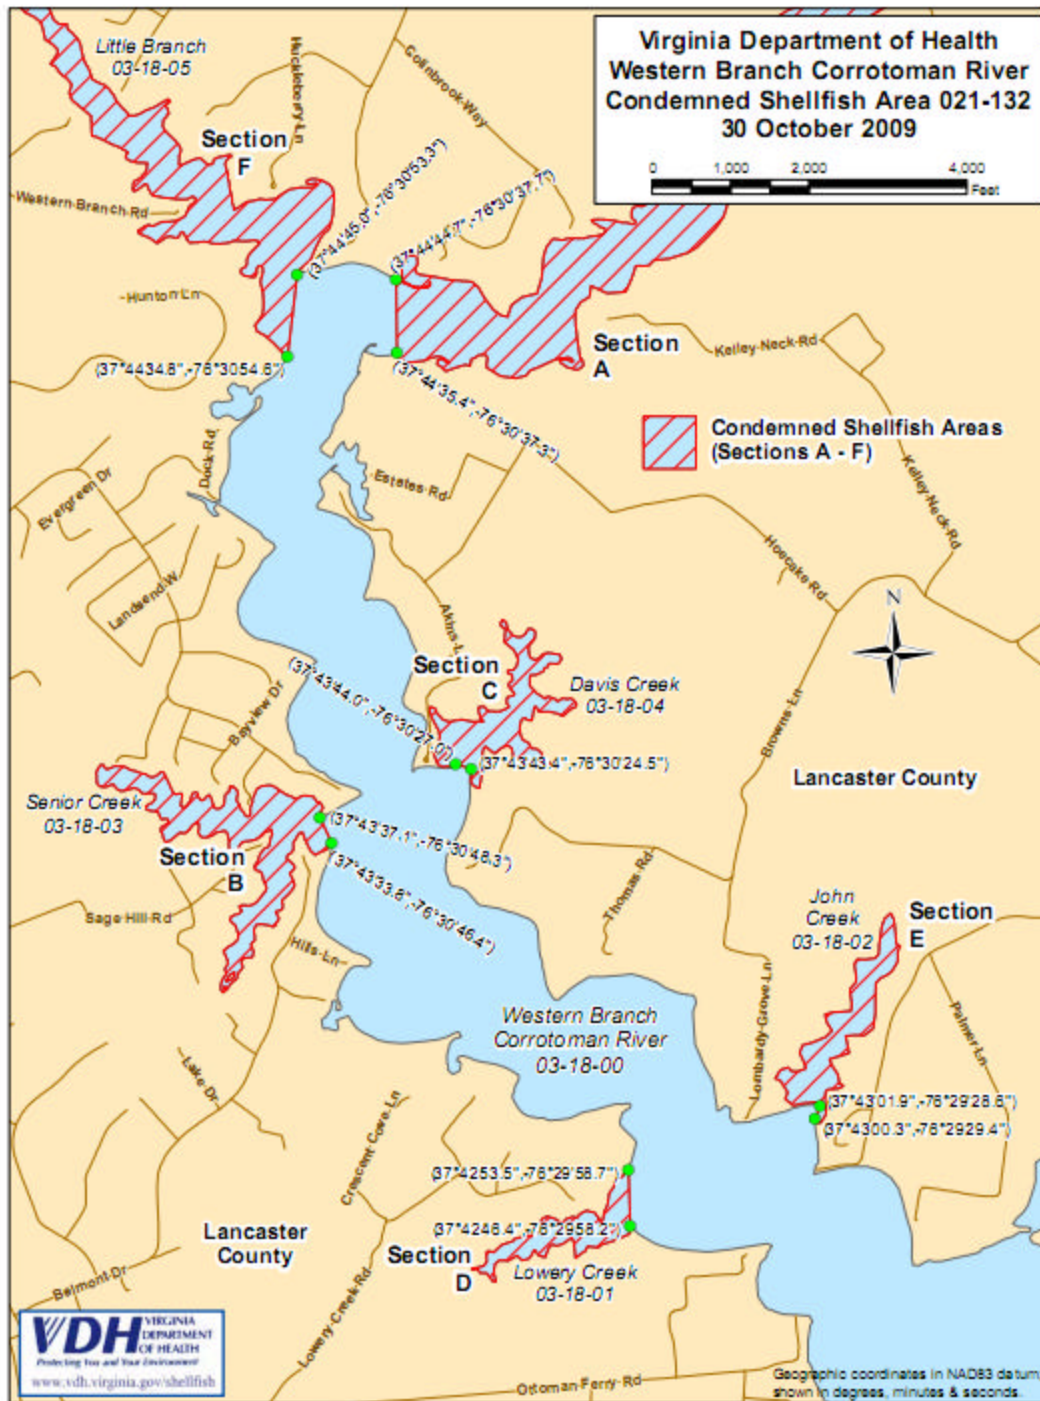 Virginia Department of Health
Western Branch Corrotoman River
Condemned Shellfish Area 021-132
30 October 2009
0 1,000 2,000 4,000
Feet
Little Branch
03-18-05
Huckleberry Ln
Colinbrook Way
Section
F
Western Branch Rd
(37°44'45.0",-76°30'53.3")
(37°44'44.7",-76°30'37.7")
Hunton Ln
(37°4434.8",-76°3054.6")
Section
A
Kelley Neck Rd
(37°44'35.4",-76°30'37.3")
Condemned Shellfish Areas
(Sections A - F)
Dock Rd
Evergreen Dr
Estetes Rd
Kelley Neck Rd
Hoecake Rd
Landsend W
Akins L
N
Section
C
Davis Creek
03-18-04
(37°43'44.0",-76°30'27.0")
Bayview Dr
Browns Ln
(37°43'43.4",-76°30'24.5")
Lancaster County
Senior Creek
03-18-03
(37°43'37.1",-76°30'48.3")
Section
B
(37°43'33.8",-76°30'46.4")
Thomas Rd
John
Creek
03-18-02
Section
E
Sage Hill Rd
Hills Ln
Western Branch
Corrotoman River
03-18-00
Lombardy Grove Ln
Palmer Ln
Lake Dr
Crescent Cove Ln
(37°43'01.9",-76°29'28.6")
(37°4300.3",-76°2929.4")
(37°4253.5",-76°29'58.7")
(37°4246.4",-76°2958.2")
Lancaster
County
Section
D
Lowery Creek
03-18-01
Belmont Dr
Lowery Creek Rd
VDH VIRGINIA
DEPARTMENT
OF HEALTH
Protecting You and Your Environment
www.vdh.virginia.gov/shellfish
Ottoman Ferry Rd
Geographic coordinates in NAD83 datum,
shown in degrees, minutes & seconds.